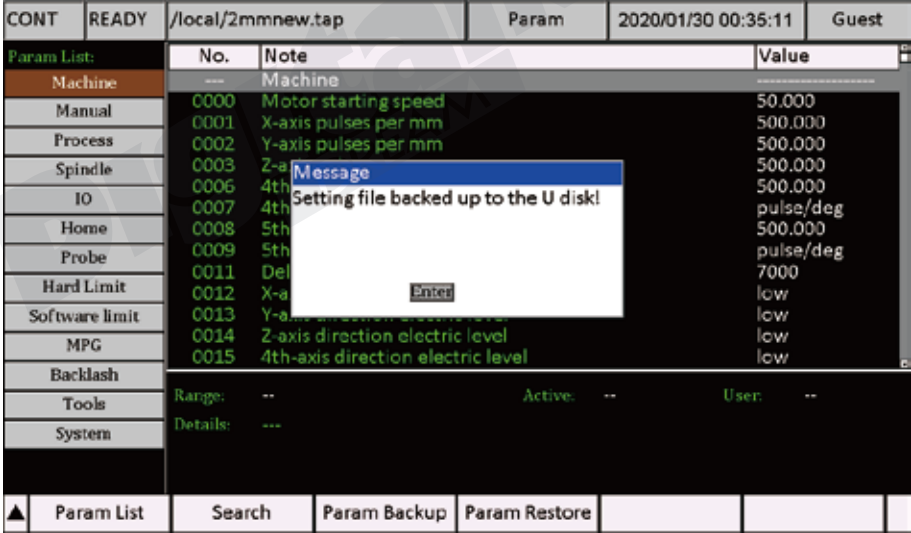 CONT READY /local/2mmnew.tap Param 2020/01/30 00:35:11 Guest
Param List: No. Note Value
Machine --- Machine -------------------
Manual 0000 Motor starting speed 50.000
0001 X-axis pulses per mm 500.000
Process 0002 Y-axis pulses per mm 500.000
Spindle 0003 500.000
Message
IO 0006 4th 500.000
Setting file backed up to the U disk!
0007 4th pulse/deg
Home 0008 5th 500.000
Probe 0009 5th pulse/deg
Hard Limit 0011 7000
Enter
0012 low
Software limit 0013 low
MPG 0014 Z-axis direction electric level low
0015 4th-axis direction electric level low
Backlash
Tools Range: -- Active: -- User: --
System Details: ---
▲ Param List Search Param Backup Param Restore